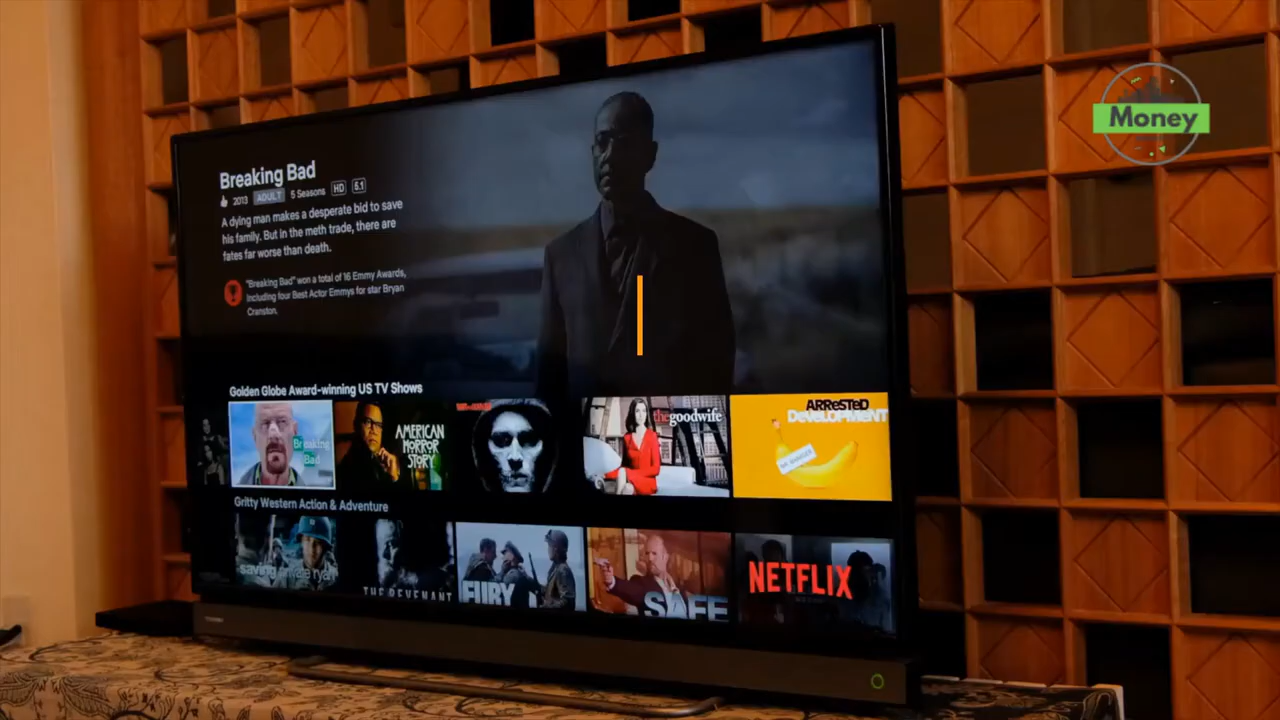 Money
Breaking Bad
2013 ADULT 5 Seasons HD 5.1
A dying man makes a desperate bid to save
his family. But in the meth trade, there are
fates far worse than death.
"Breaking Bad" won a total of 16 Emmy Awards,
including four Best Actor Emmys for star Bryan
Cranston.
Golden Globe Award-winning US TV Shows
Breaking
Bad
AMERICAN
HORROR
STORY
thegoodwife
ARRESTED
DEVELOPMENT
MR. MANAGER
Gritty Western Action & Adventure
saving private ryan
THE REVENANT
FURY
SAFE
NETFLIX
TOSHIBA